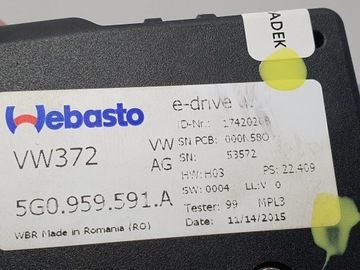 ADEK
Webasto
e-drive
VW372
VW AG
5G0.959.591.A
WBR Made in Romania (RO)
ID-Nr.:
SN PCB: 000N58O
SN: 53572
HW: H03 PS: 22.409
SW: 0004 LL: V 0
Tester: 99 MPL3
Date: 11/14/2015